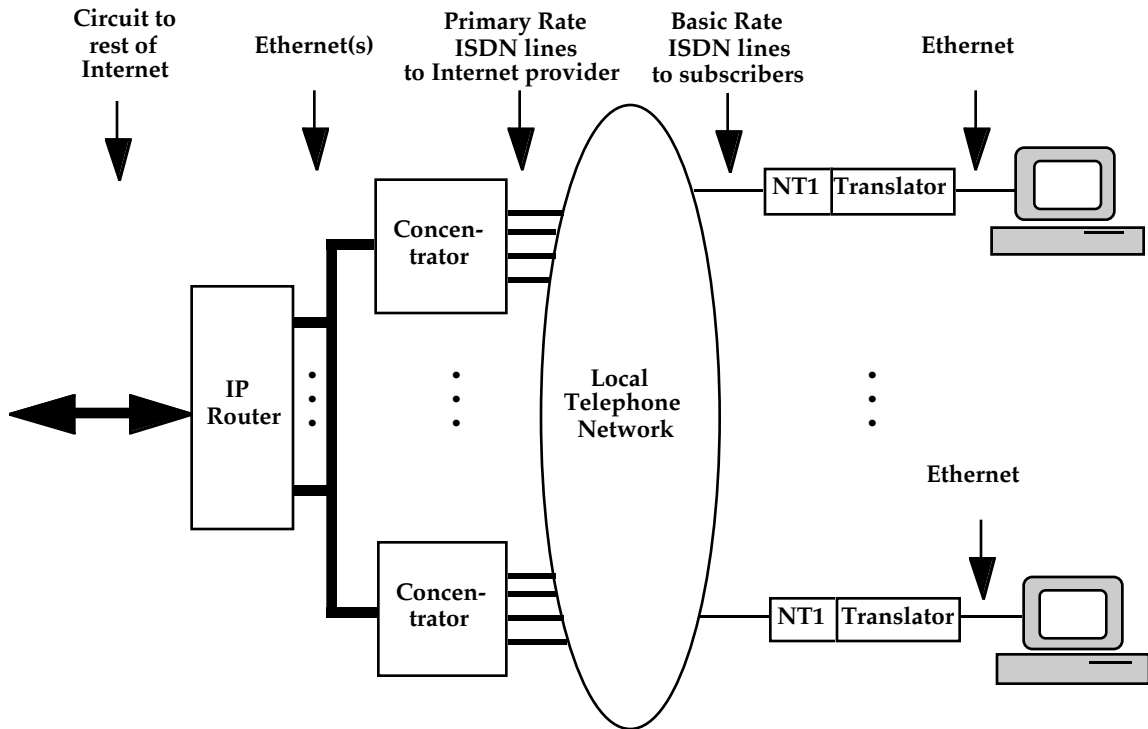 Circuit to
rest of
Internet
Ethernet(s)
Primary Rate
ISDN lines
to Internet provider
Basic Rate
ISDN lines
to subscribers
Ethernet
NT1
Translator
Concen-
trator
IP
Router
Local
Telephone
Network
Ethernet
Concen-
trator
NT1
Translator